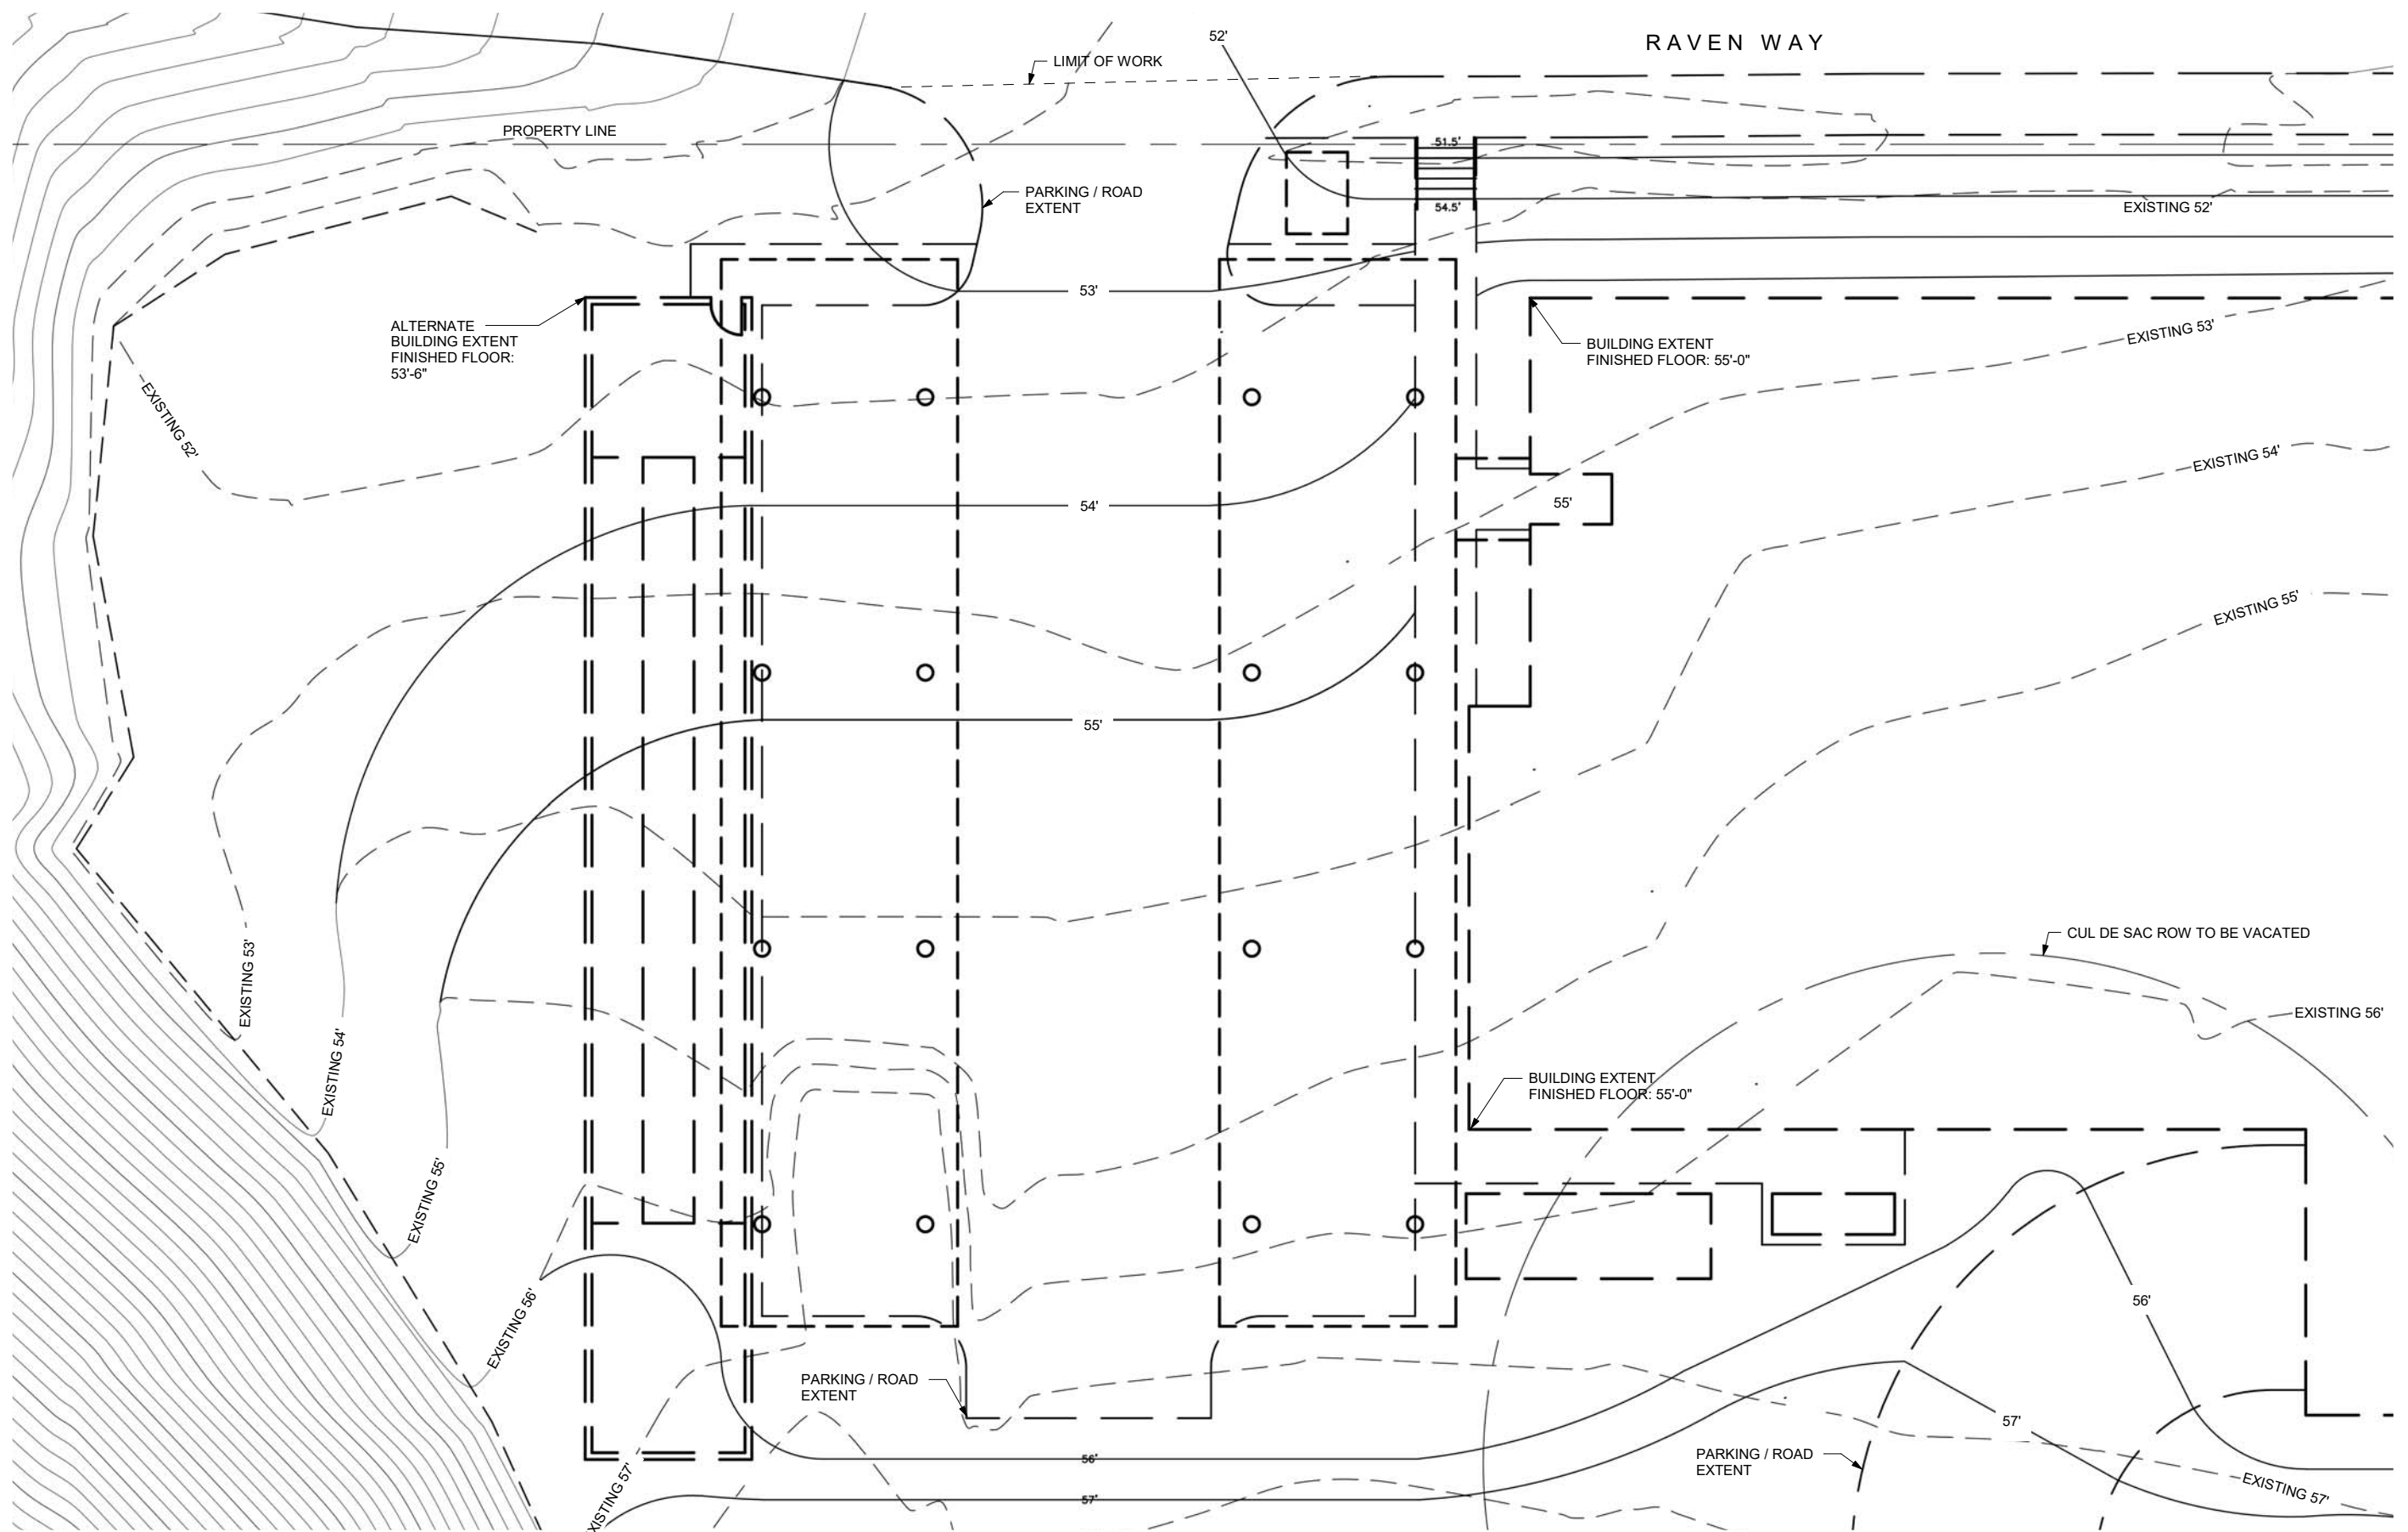 52'
RAVEN WAY
LIMIT OF WORK
PROPERTY LINE
51.5'
PARKING / ROAD
EXTENT
54.5'
EXISTING 52'
53'
ALTERNATE
BUILDING EXTENT
FINISHED FLOOR:
53'-6"
EXISTING 53'
BUILDING EXTENT
FINISHED FLOOR: 55'-0"
EXISTING 52'
EXISTING 54'
54'
55'
EXISTING 55'
55'
CUL DE SAC ROW TO BE VACATED
EXISTING 53'
EXISTING 56'
EXISTING 54'
BUILDING EXTENT
FINISHED FLOOR: 55'-0"
EXISTING 55'
56'
EXISTING 56'
PARKING / ROAD
EXTENT
57'
56'
PARKING / ROAD
EXTENT
EXISTING 57'
57'
EXISTING 57'